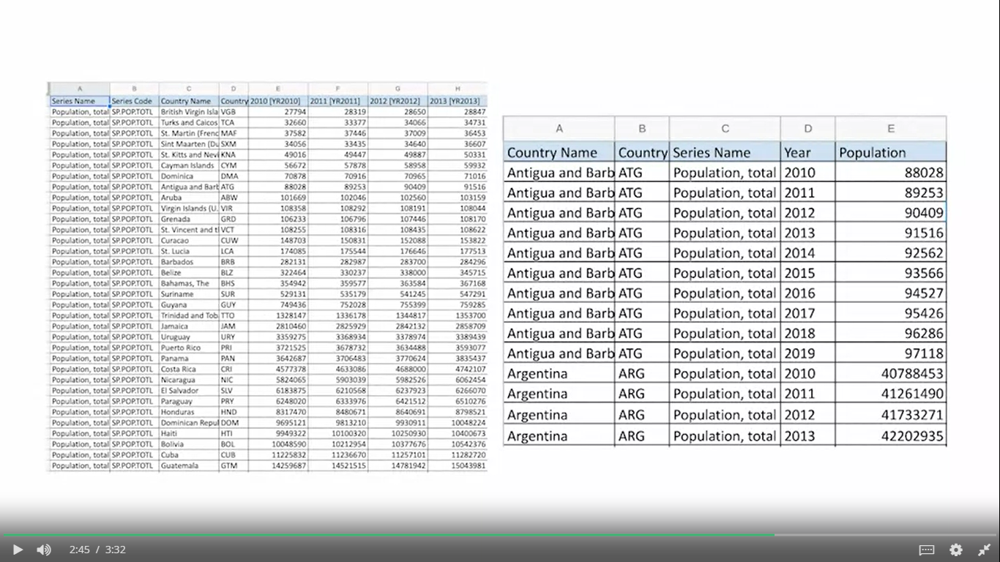 A B C D E F G H
Series Name Series Code Country Name Country 2010 [YR2010] 2011 [YR2011] 2012 [YR2012] 2013 [YR2013]
Population, total SP.POP.TOTL British Virgin Isla VGB 27794 28319 28650 28847
Population, total SP.POP.TOTL Turks and Caicos TCA 32660 33377 34066 34731
Population, total SP.POP.TOTL St. Martin (Frenc MAF 37582 37446 37009 36453
Population, total SP.POP.TOTL Sint Maarten (Du SXM 34056 33435 34640 36607
Population, total SP.POP.TOTL St. Kitts and Nevi KNA 49016 49447 49887 50331
Population, total SP.POP.TOTL Cayman Islands CYM 56672 57878 58958 59932
Population, total SP.POP.TOTL Dominica DMA 70878 70916 70965 71016
Population, total SP.POP.TOTL Antigua and Barb ATG 88028 89253 90409 91516
Population, total SP.POP.TOTL Aruba ABW 101669 102046 102560 103159
Population, total SP.POP.TOTL Virgin Islands (U. VIR 108358 108292 108191 108044
Population, total SP.POP.TOTL Grenada GRD 106233 106796 107446 108170
Population, total SP.POP.TOTL St. Vincent and t VCT 108255 108316 108435 108622
Population, total SP.POP.TOTL Curacao CUW 148703 150831 152088 153822
Population, total SP.POP.TOTL St. Lucia LCA 174085 175544 176646 177513
Population, total SP.POP.TOTL Barbados BRB 282131 282987 283700 284296
Population, total SP.POP.TOTL Belize BLZ 322464 330237 338000 345715
Population, total SP.POP.TOTL Bahamas, The BHS 354942 359577 363584 367168
Population, total SP.POP.TOTL Suriname SUR 529131 535179 541245 547291
Population, total SP.POP.TOTL Guyana GUY 749436 752028 755399 759285
Population, total SP.POP.TOTL Trinidad and Tob TTO 1328147 1336178 1344817 1353700
Population, total SP.POP.TOTL Jamaica JAM 2810460 2825929 2842132 2858709
Population, total SP.POP.TOTL Uruguay URY 3359275 3368934 3378974 3389439
Population, total SP.POP.TOTL Puerto Rico PRI 3721525 3678732 3634488 3593077
Population, total SP.POP.TOTL Panama PAN 3642687 3706483 3770624 3835437
Population, total SP.POP.TOTL Costa Rica CRI 4577378 4633086 4688000 4742107
Population, total SP.POP.TOTL Nicaragua NIC 5824065 5903039 5982526 6062454
Population, total SP.POP.TOTL El Salvador SLV 6183875 6210568 6237923 6266070
Population, total SP.POP.TOTL Paraguay PRY 6248020 6333976 6421512 6510276
Population, total SP.POP.TOTL Honduras HND 8317470 8480671 8640691 8798521
Population, total SP.POP.TOTL Dominican Repul DOM 9695121 9813210 9930911 10048224
Population, total SP.POP.TOTL Haiti HTI 9949322 10100320 10250930 10400673
Population, total SP.POP.TOTL Bolivia BOL 10048590 10212954 10377676 10542376
Population, total SP.POP.TOTL Cuba CUB 11225832 11236670 11257101 11282720
Population, total SP.POP.TOTL Guatemala GTM 14259687 14521515 14781942 15043981
A B C D E
Country Name Country Series Name Year Population
Antigua and Barb ATG Population, total 2010 88028
Antigua and Barb ATG Population, total 2011 89253
Antigua and Barb ATG Population, total 2012 90409
Antigua and Barb ATG Population, total 2013 91516
Antigua and Barb ATG Population, total 2014 92562
Antigua and Barb ATG Population, total 2015 93566
Antigua and Barb ATG Population, total 2016 94527
Antigua and Barb ATG Population, total 2017 95426
Antigua and Barb ATG Population, total 2018 96286
Antigua and Barb ATG Population, total 2019 97118
Argentina ARG Population, total 2010 40788453
Argentina ARG Population, total 2011 41261490
Argentina ARG Population, total 2012 41733271
Argentina ARG Population, total 2013 42202935
2:45 / 3:32